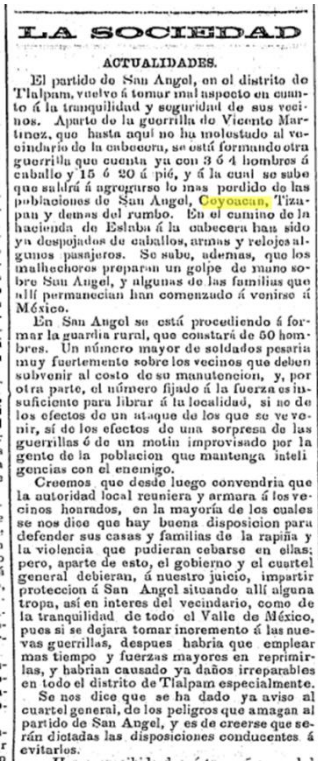 LA SOCIEDAD
ACTUALIDADES.
El partido de San Angel, en el distrito de
Tlalpam, vuelve á tomar mal aspecto en cuan-
to á la tranquilidad y seguridad de sus veci-
nos. Aparte de la guerrilla de Vicente Mar-
tinez, que hasta aquí no ha molestado al ve-
cindario de la cabecera, se está formando otra
guerrilla que cuenta ya con 3 ó 4 hombres á
caballo y 15 ó 20 á pié, y á la cual se sube
que saldrá á agregarse lo mas perdido de las
poblaciones de San Angel, Coyoacan, Tiza-
pan y demas del rumbo. En el camino de la
hacienda de Eslaba á la cabecera han sido
ya despojados de caballos, armas y relojes al-
gunos pasajeros. Se sabe, ademas, que los
malhechores preparan un golpe de mano so-
bre San Angel, y algunas de las familias que
allí permanecian han comenzado á venirse á
México.
En San Angel se está procediendo á for-
mar la guardia rural, que constará de 50 hom-
bres. Un número mayor de soldados pesaria
muy fuertemente sobre los vecinos que deben
subvenir al costo de su manutencion, y, por
otra parte, el número fijado á la fuerza es in-
suficiente para librar á la localidad, si no de
los efectos de un ataque de los que se ve ve-
nir, sí de los efectos de una sorpresa de las
guerrillas ó de un motin improvisado por la
gente de la poblacion que mantenga inteli
gencias con el enemigo.
Creemos que desde luego convendria que
la autoridad local reuniera y armara á los ve-
cinos honrados, en la mayoría de los cuales
se nos dice que hay buena disposicion para
defender sus casas y familias de la rapiña y
la violencia que pudieran cebarse en ellas;
pero, aparte de esto, el gobierno y el cuartel
general debieran, á nuestro juicio, impartir
proteccion á San Angel situando allí alguna
tropa, así en interes del vecindario, como de
la tranquilidad de todo el Valle de México,
pues si se dejara tomar incremento á las nue-
vas guerrillas, despues habria que emplear
mas tiempo y fuerzas mayores en reprimir-
las, y habrian causado ya daños irreparables
en todo el distrito de Tlalpam especialmente.
Se nos dice que se ha dado ya aviso al
cuartel general, de los peligros que amagan al
partido de San Angel, y es de creerse que se-
rán dictadas las disposiciones conducentes á
evitarlos.